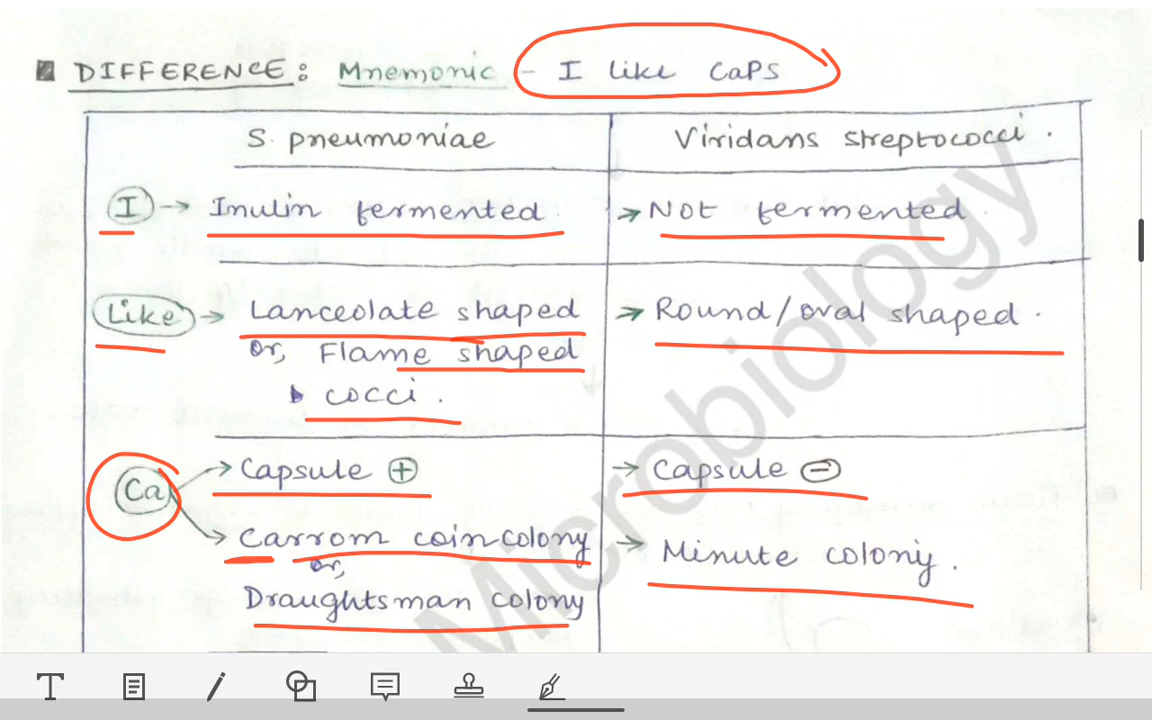 DIFFERENCE: Mnemonic - I like CaPS
S. pneumoniae
Viridans streptococci.
I → Inulin fermented.
→ Not fermented.
Like → Lanceolate shaped
or, Flame shaped
cocci.
→ Round/oval shaped.
Ca → Capsule ⊕
→ Capsule ⊖
→ Carrom coin colony
or,
Draughtsman colony
→ Minute colony.
Microbiology
T